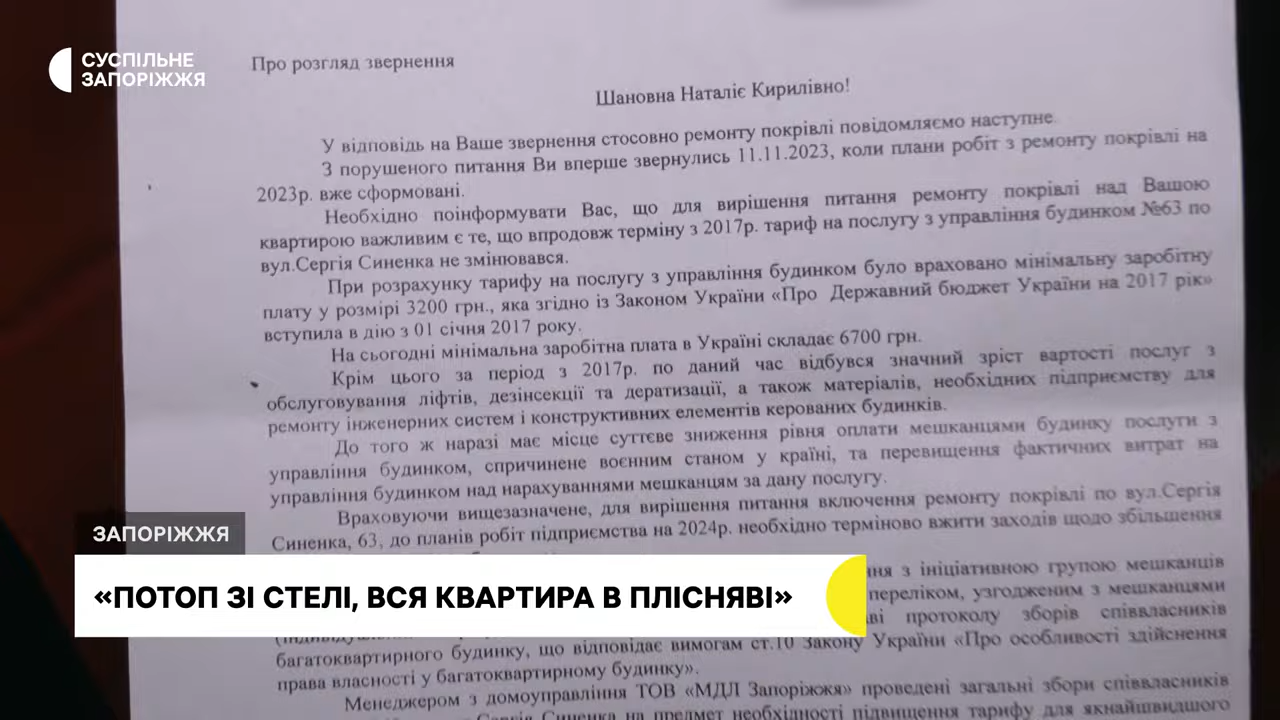 СУСПІЛЬНЕ
ЗАПОРІЖЖЯ
Про розгляд звернення
Шановна Наталіє Кирилівно!
У відповідь на Ваше звернення стосовно ремонту покрівлі повідомляємо наступне.
З порушеного питання Ви вперше звернулись 11.11.2023, коли плани робіт з ремонту покрівлі на
2023р. вже сформовані.
Необхідно поінформувати Вас, що для вирішення питання ремонту покрівлі над Вашою
квартирою важливим є те, що впродовж терміну з 2017р. тариф на послугу з управління будинком №63 по
вул.Сергія Синенка не змінювався.
При розрахунку тарифу на послугу з управління будинком було враховано мінімальну заробітну
плату у розмірі 3200 грн., яка згідно із Законом України «Про Державний бюджет України на 2017 рік»
вступила в дію з 01 січня 2017 року.
На сьогодні мінімальна заробітна плата в Україні складає 6700 грн.
Крім цього за період з 2017р. по даний час відбувся значний зріст вартості послуг з
обслуговування ліфтів, дезінсекції та дератизації, а також матеріалів, необхідних підприємству для
ремонту інженерних систем і конструктивних елементів керованих будинків.
До того ж наразі має місце суттєве зниження рівня оплати мешканцями будинку послуги з
управління будинком, спричинене воєнним станом у країні, та перевищення фактичних витрат на
управління будинком над нарахуваннями мешканцям за дану послугу.
Враховуючи вищезазначене, для вирішення питання включення ремонту покрівлі по вул.Сергія
Синенка, 63, до планів робіт підприємства на 2024р. необхідно терміново вжити заходів щодо збільшення
ЗАПОРІЖЖЯ
«ПОТОП ЗІ СТЕЛІ, ВСЯ КВАРТИРА В ПЛІСНЯВІ»
з ініціативною групою мешканців
переліком, узгодженим з мешканцями
протоколу зборів співвласників
багатоквартирного будинку, що відповідає вимогам ст.10 Закону України «Про особливості здійснення
права власності у багатоквартирному будинку».
Менеджером з домоуправління ТОВ «МДЛ Запоріжжя» проведені загальні збори співвласників
Сергія Синенка на предмет необхідності підвищення тарифу для якнайшвидшого